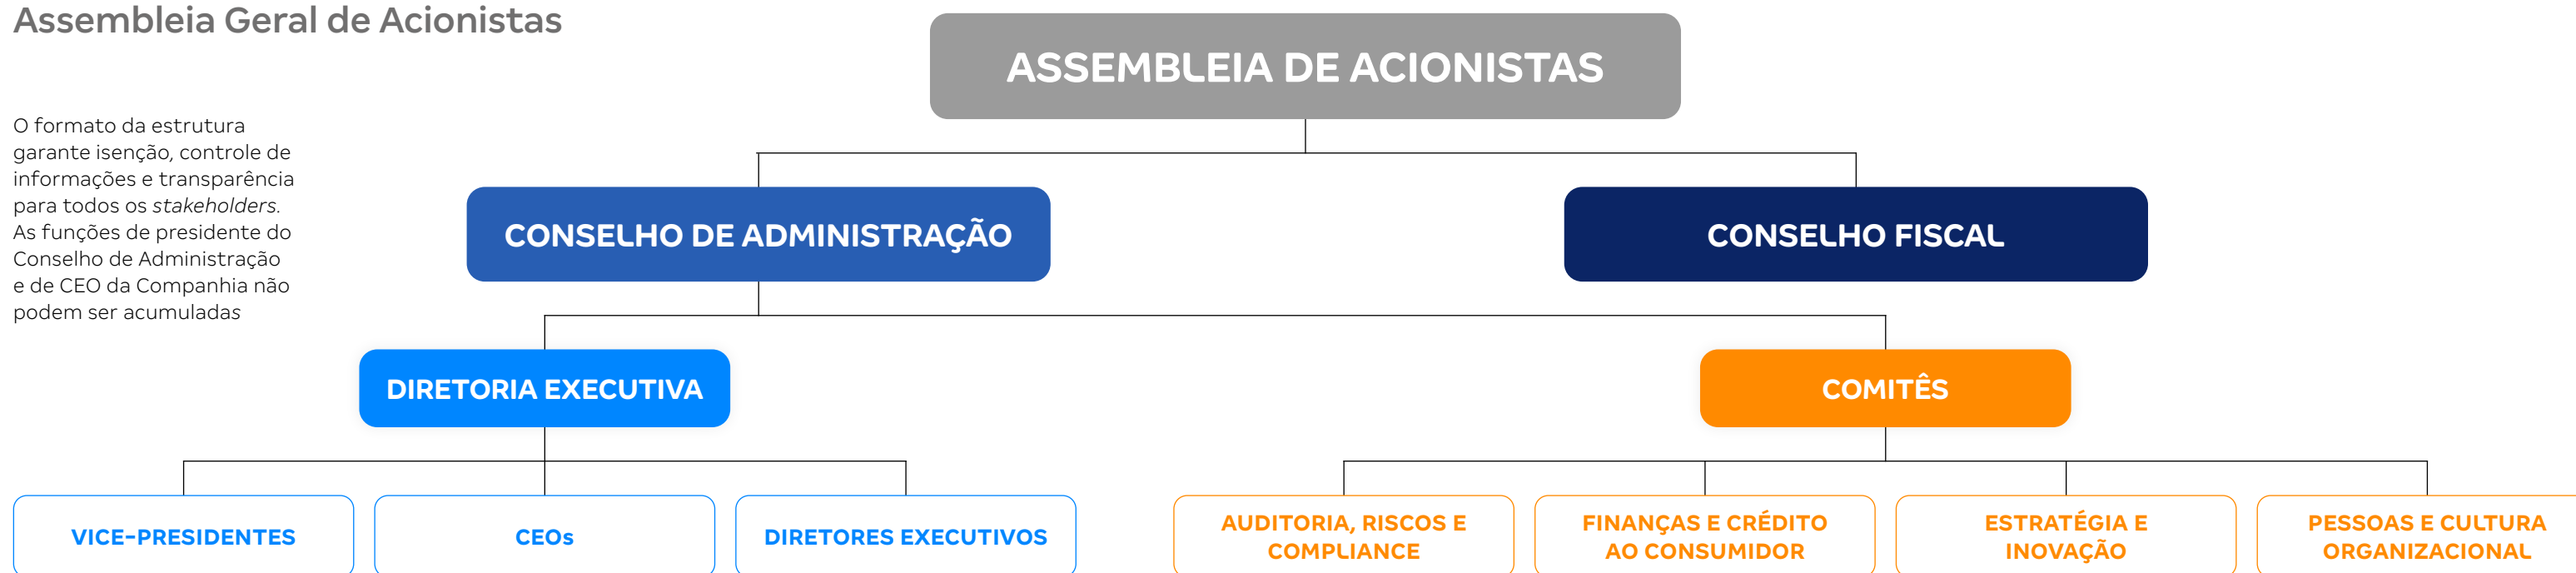 Assembleia Geral de Acionistas
O formato da estrutura
garante isenção, controle de
informações e transparência
para todos os stakeholders.
As funções de presidente do
Conselho de Administração
e de CEO da Companhia não
podem ser acumuladas
ASSEMBLEIA DE ACIONISTAS
CONSELHO DE ADMINISTRAÇÃO
CONSELHO FISCAL
DIRETORIA EXECUTIVA
COMITÊS
VICE-PRESIDENTES
CEOs
DIRETORES EXECUTIVOS
AUDITORIA, RISCOS E
COMPLIANCE
FINANÇAS E CRÉDITO
AO CONSUMIDOR
ESTRATÉGIA E
INOVAÇÃO
PESSOAS E CULTURA
ORGANIZACIONAL